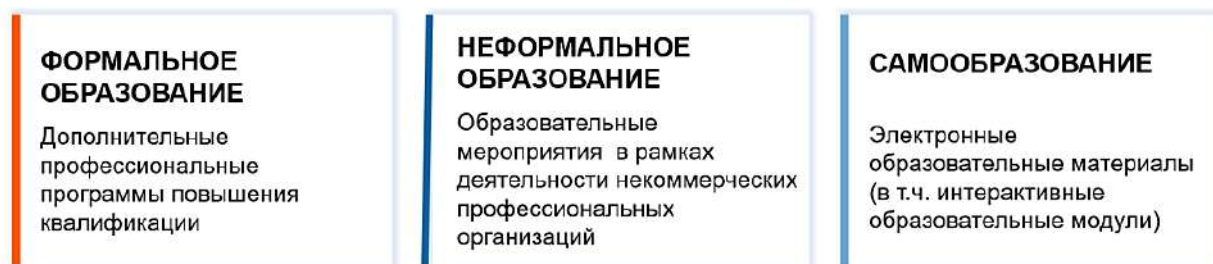 ФОРМАЛЬНОЕ
ОБРАЗОВАНИЕ
Дополнительные
профессиональные
программы повышения
квалификации
НЕФОРМАЛЬНОЕ
ОБРАЗОВАНИЕ
Образовательные
мероприятия в рамках
деятельности некоммерческих
профессиональных
организаций
САМООБРАЗОВАНИЕ
Электронные
образовательные материалы
(в т.ч. интерактивные
образовательные модули)